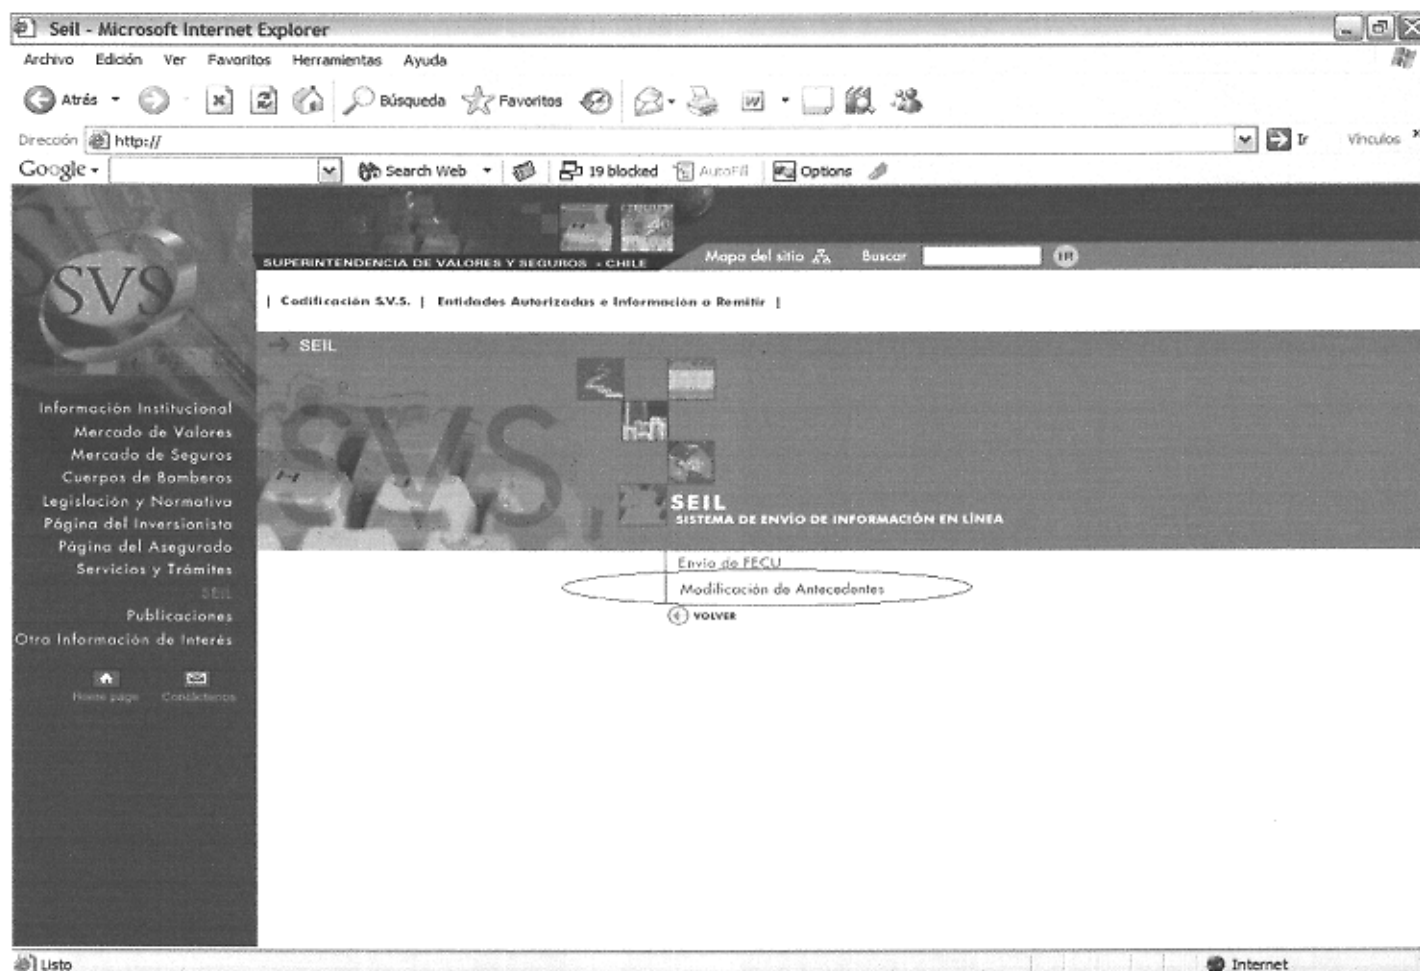 Seil - Microsoft Internet Explorer
Archivo Edición Ver Favoritos Herramientas Ayuda
Atrás Búsqueda Favoritos
Dirección http:// Ir Vínculos
Google Search Web 19 blocked AutoFill Options
SVS
SUPERINTENDENCIA DE VALORES Y SEGUROS - CHILE Mapa del sitio Buscar IR
| Codificación S.V.S. | Entidades Autorizadas e Información a Remitir |
SEIL
SVS
Información Institucional
Mercado de Valores
Mercado de Seguros
Cuerpos de Bomberos
Legislación y Normativa
Página del Inversionista
Página del Asegurado
Servicios y Trámites
SEIL
Publicaciones
Otra Información de Interés
Home page Contáctenos
SEIL
SISTEMA DE ENVÍO DE INFORMACIÓN EN LÍNEA
Envío de FECU
Modificación de Antecedentes
VOLVER
Listo Internet